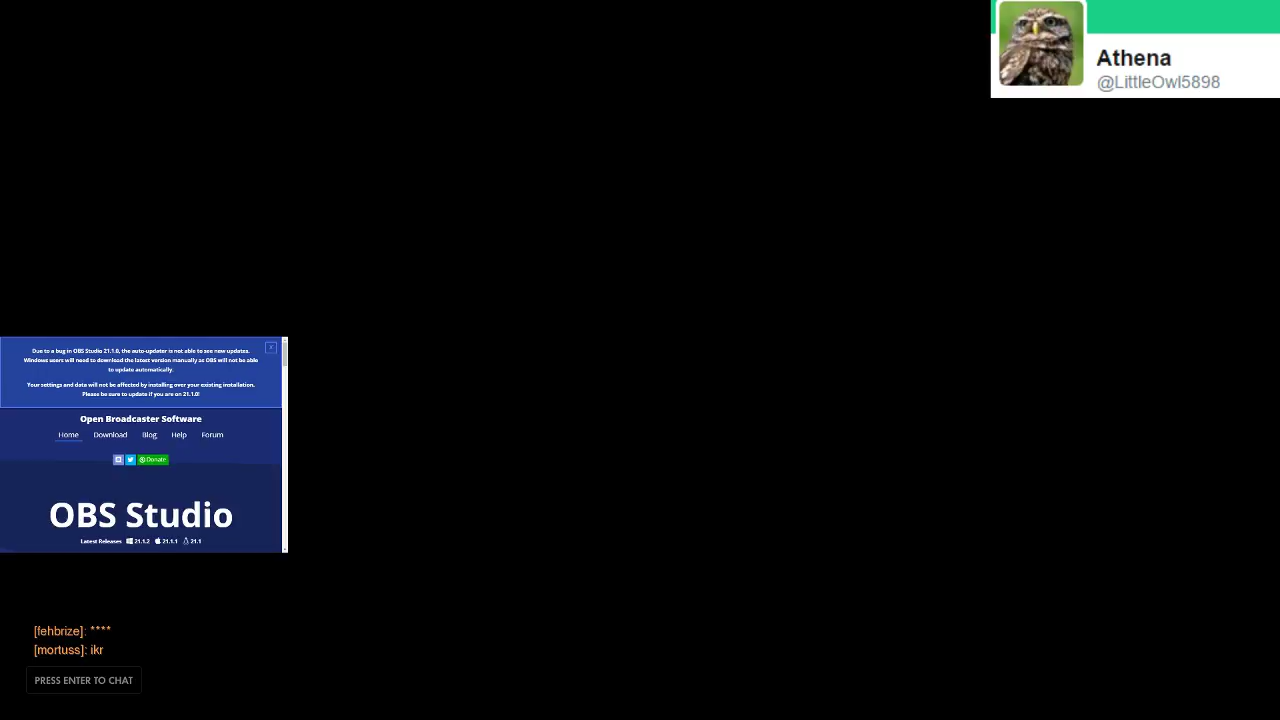 Athena
@LittleOwl5898
Due to a bug in OBS Studio 21.1.0, the auto-updater is not able to see new updates.
Windows users will need to download the latest version manually as OBS will not be able
to update automatically.
Your settings and data will not be affected by installing over your existing installation.
Please be sure to update if you are on 21.1.0!
Open Broadcaster Software
Home Download Blog Help Forum
Donate
OBS Studio
Latest Releases 21.1.2 21.1.1 21.1
[fehbrize]: ****
[mortuss]: ikr
PRESS ENTER TO CHAT